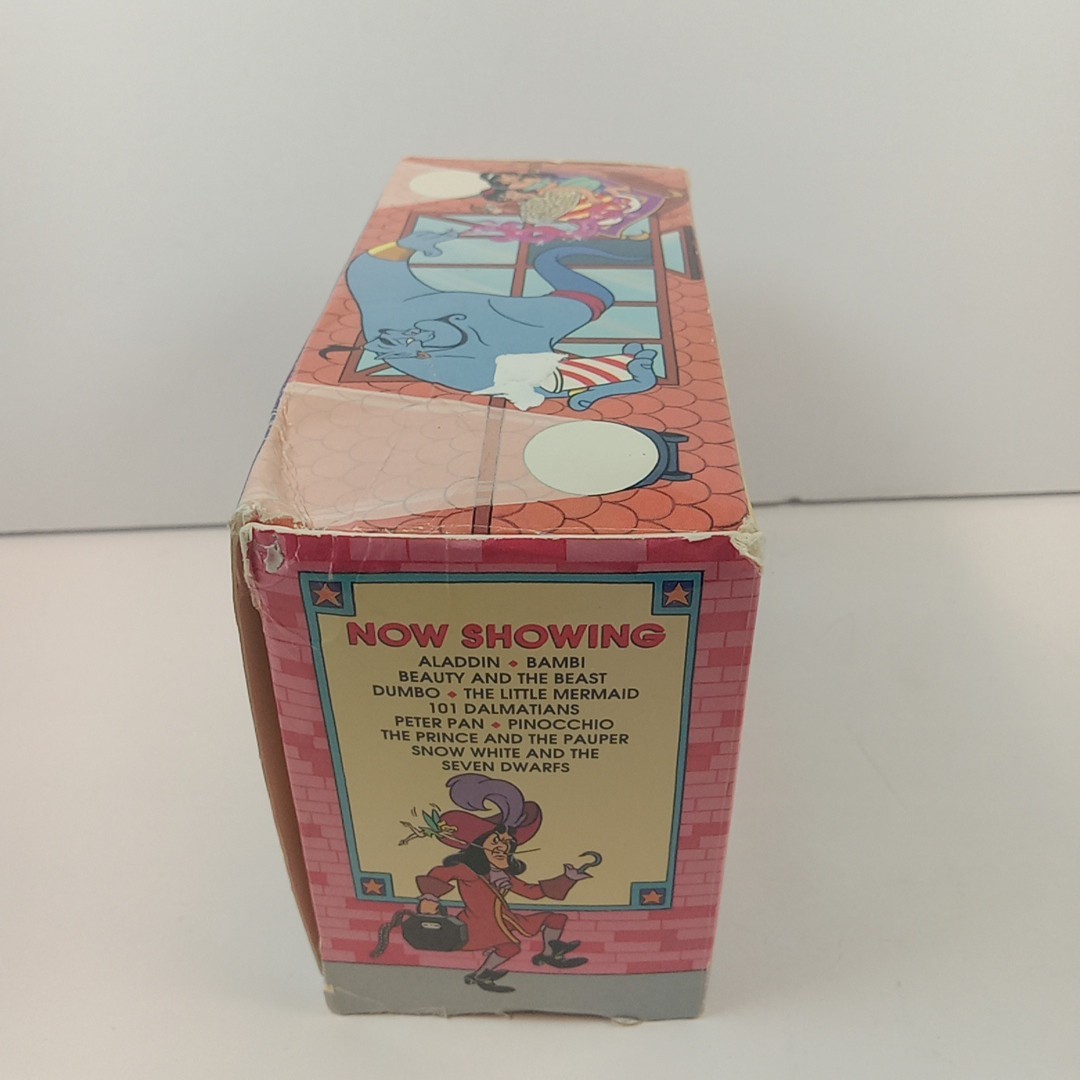 NOW SHOWING
ALADDIN ◆ BAMBI
BEAUTY AND THE BEAST
DUMBO ◆ THE LITTLE MERMAID
101 DALMATIANS
PETER PAN ◆ PINOCCHIO
THE PRINCE AND THE PAUPER
SNOW WHITE AND THE
SEVEN DWARFS